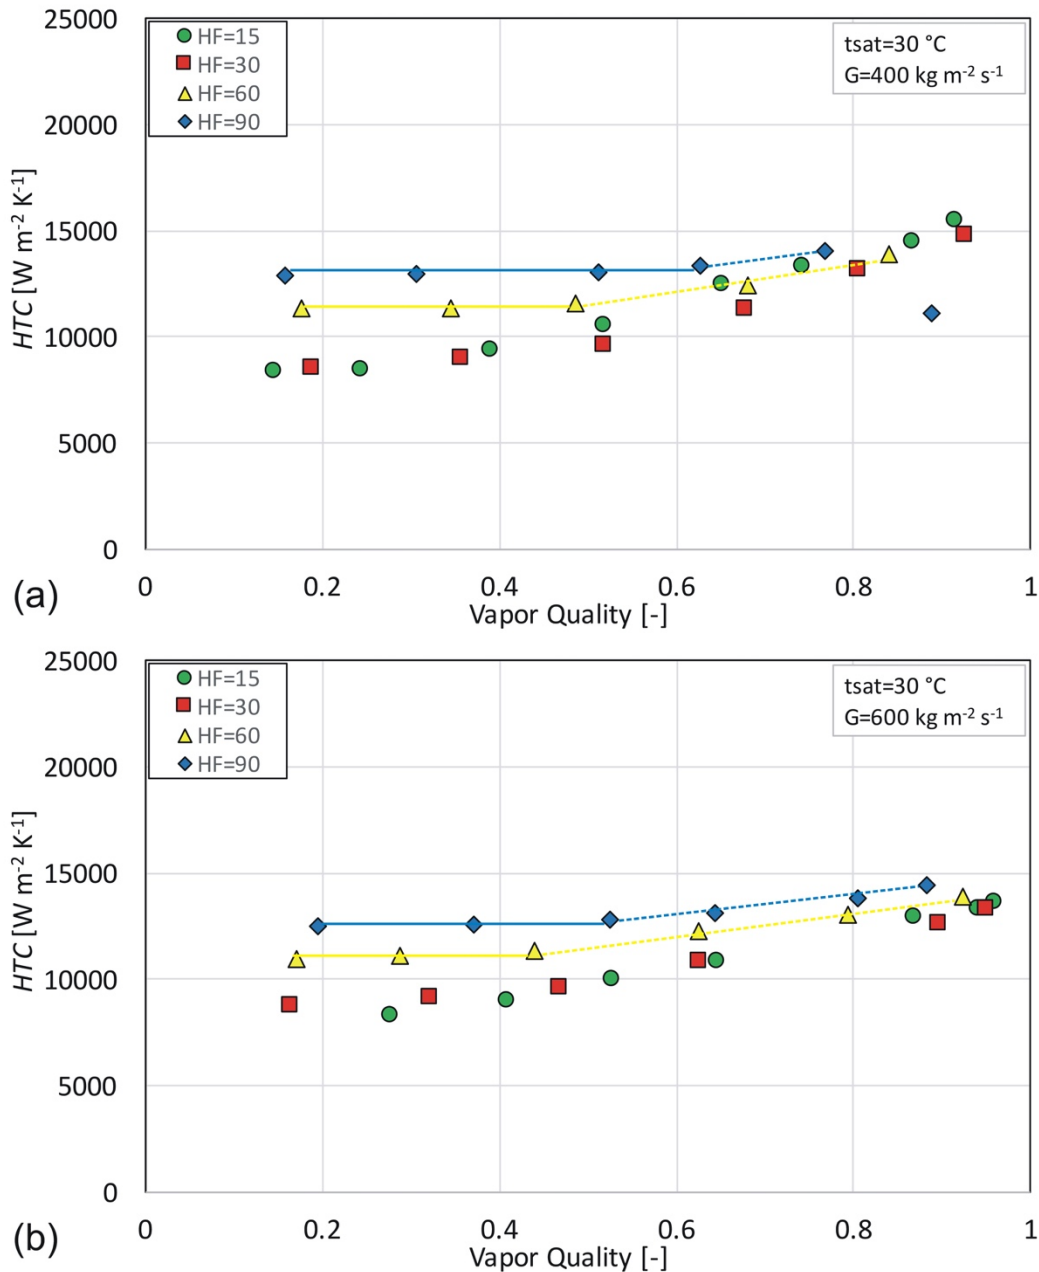 25000
20000
15000
10000
5000
0
HTC [W m⁻² K⁻¹]
HF=15
HF=30
HF=60
HF=90
tsat=30 °C
G=400 kg m⁻² s⁻¹
0 0.2 0.4 0.6 0.8 1
Vapor Quality [-]
(a)
25000
20000
15000
10000
5000
0
HTC [W m⁻² K⁻¹]
HF=15
HF=30
HF=60
HF=90
tsat=30 °C
G=600 kg m⁻² s⁻¹
0 0.2 0.4 0.6 0.8 1
Vapor Quality [-]
(b)